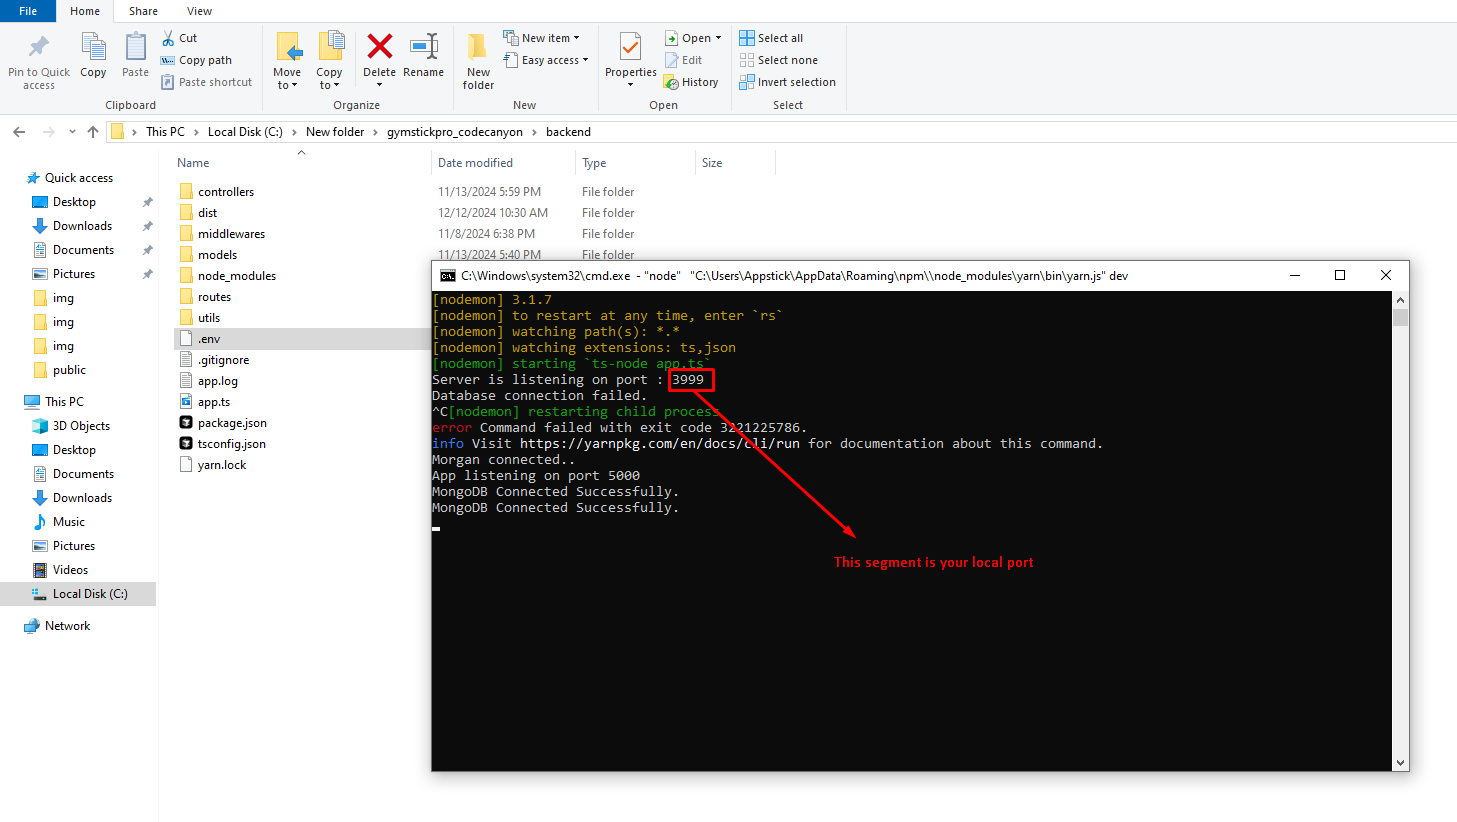 File Home Share View
Pin to Quick access
Copy
Paste
Cut
Copy path
Paste shortcut
Clipboard
Move to
Copy to
Delete
Rename
Organize
New folder
New item
Easy access
New
Properties
Open
Edit
History
Open
Select all
Select none
Invert selection
Select
This PC > Local Disk (C:) > New folder > gymstickpro_codecanyon > backend
Name Date modified Type Size
Quick access
Desktop
Downloads
Documents
Pictures
img
img
img
public
This PC
3D Objects
Desktop
Documents
Downloads
Music
Pictures
Videos
Local Disk (C:)
Network
controllers 11/13/2024 5:59 PM File folder
dist 12/12/2024 10:30 AM File folder
middlewares 11/8/2024 6:38 PM File folder
models 11/13/2024 5:40 PM File folder
node_modules
routes
utils
.env
.gitignore
app.log
app.ts
package.json
tsconfig.json
yarn.lock
C:\Windows\system32\cmd.exe - "node" "C:\Users\Appstick\AppData\Roaming\npm\\node_modules\yarn\bin\yarn.js" dev
[nodemon] 3.1.7
[nodemon] to restart at any time, enter `rs`
[nodemon] watching path(s): *.*
[nodemon] watching extensions: ts,json
[nodemon] starting `ts-node app.ts`
Server is listening on port : 3999
Database connection failed.
^C[nodemon] restarting child process
error Command failed with exit code 3221225786.
info Visit https://yarnpkg.com/en/docs/cli/run for documentation about this command.
Morgan connected..
App listening on port 5000
MongoDB Connected Successfully.
MongoDB Connected Successfully.
This segment is your local port